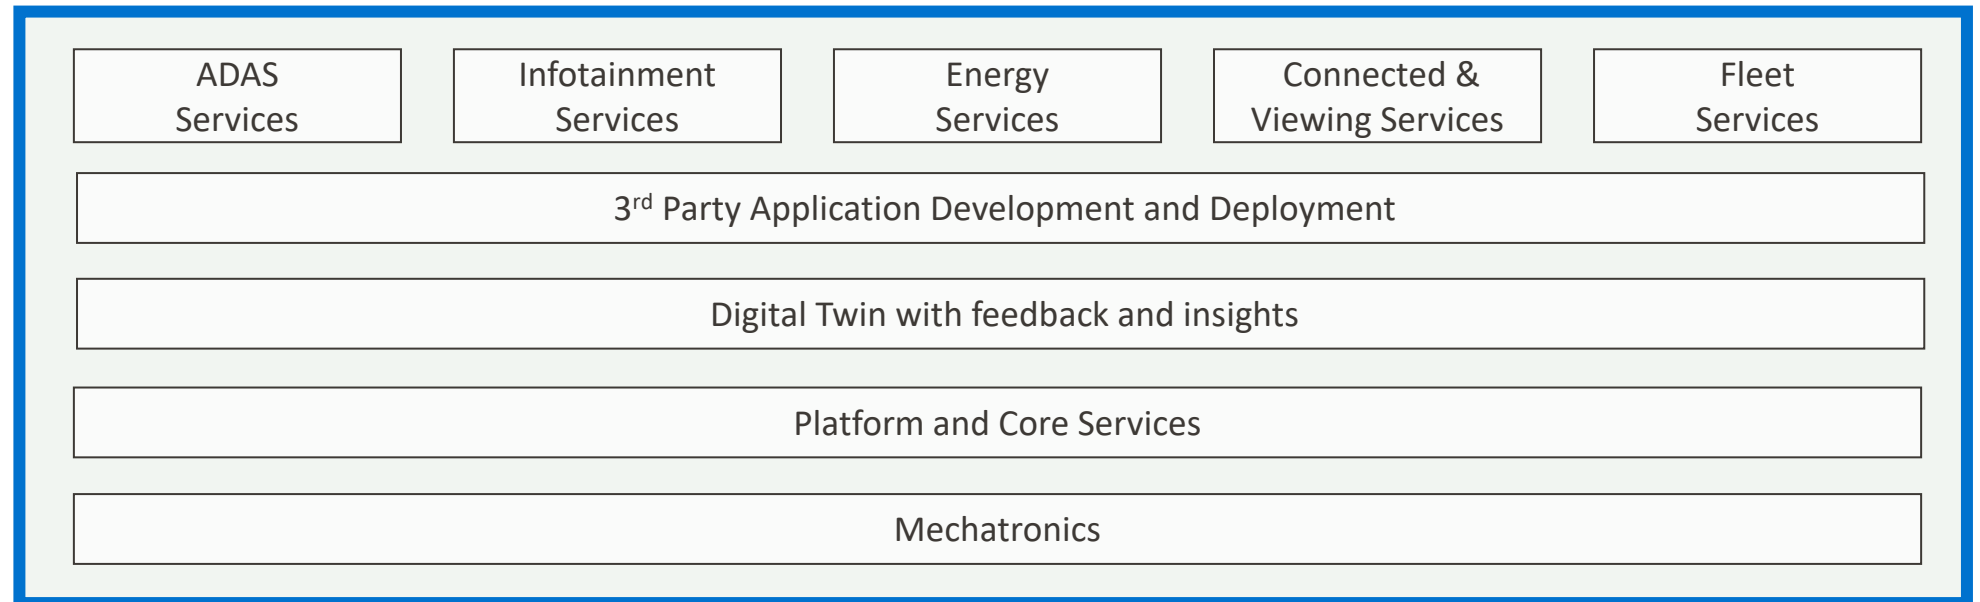 ADAS
Services
Infotainment
Services
Energy
Services
Connected &
Viewing Services
Fleet
Services
3rd Party Application Development and Deployment
Digital Twin with feedback and insights
Platform and Core Services
Mechatronics